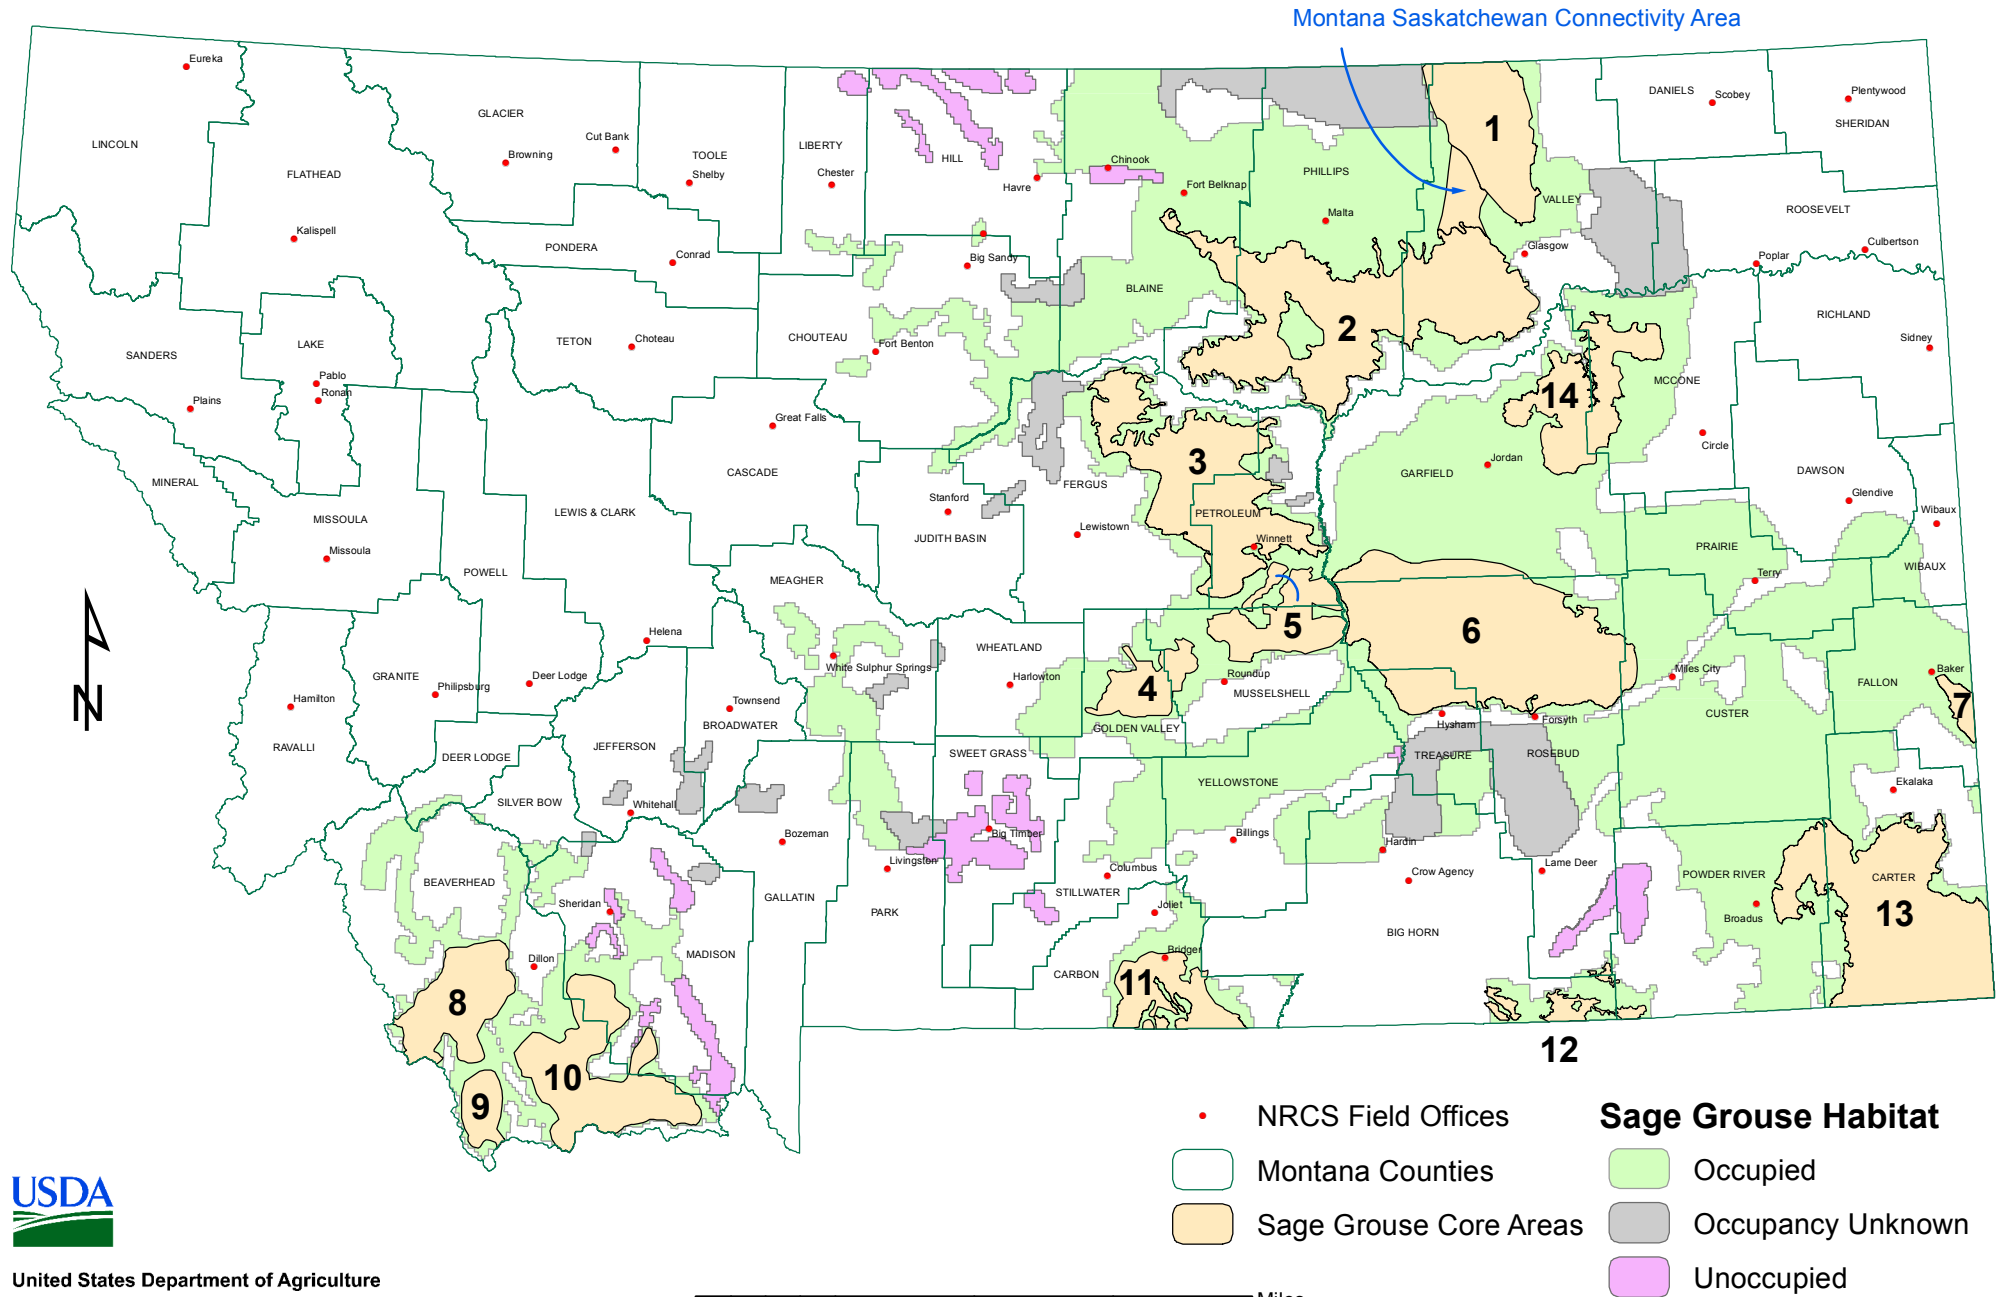 Montana Saskatchewan Connectivity Area
Eureka
LINCOLN
FLATHEAD
Kalispell
GLACIER
Cut Bank
Browning
TOOLE
Shelby
LIBERTY
Chester
HILL
Havre
Chinook
Fort Belknap
PHILLIPS
Malta
1
VALLEY
Glasgow
DANIELS
Scobey
Plentywood
SHERIDAN
ROOSEVELT
Culbertson
Poplar
PONDERA
Conrad
Big Sandy
BLAINE
2
RICHLAND
Sidney
SANDERS
LAKE
Pablo
Ronan
Plains
TETON
Choteau
CHOUTEAU
Fort Benton
14
MCCONE
Circle
Great Falls
CASCADE
3
FERGUS
GARFIELD
Jordan
DAWSON
Glendive
Wibaux
MINERAL
MISSOULA
Missoula
LEWIS & CLARK
Stanford
JUDITH BASIN
Lewistown
PETROLEUM
Winnett
PRAIRIE
Terry
WIBAUX
POWELL
MEAGHER
Helena
White Sulphur Springs
WHEATLAND
Harlowton
5
6
4
Roundup
MUSSELSHELL
GOLDEN VALLEY
Miles City
CUSTER
FALLON
Baker
7
N
Hamilton
RAVALLI
GRANITE
Philipsburg
Deer Lodge
DEER LODGE
Townsend
BROADWATER
JEFFERSON
SILVER BOW
Whitehall
SWEET GRASS
Big Timber
YELLOWSTONE
Billings
Hysham
Forsyth
TREASURE
ROSEBUD
Ekalaka
Bozeman
Livingston
Columbus
STILLWATER
Hardin
Crow Agency
Lame Deer
POWDER RIVER
Broadus
CARTER
13
BEAVERHEAD
Sheridan
GALLATIN
PARK
Joliet
BIG HORN
Dillon
MADISON
CARBON
Bridger
11
8
10
9
12
NRCS Field Offices
Montana Counties
Sage Grouse Core Areas
Sage Grouse Habitat
Occupied
Occupancy Unknown
Unoccupied
USDA
United States Department of Agriculture
Miles